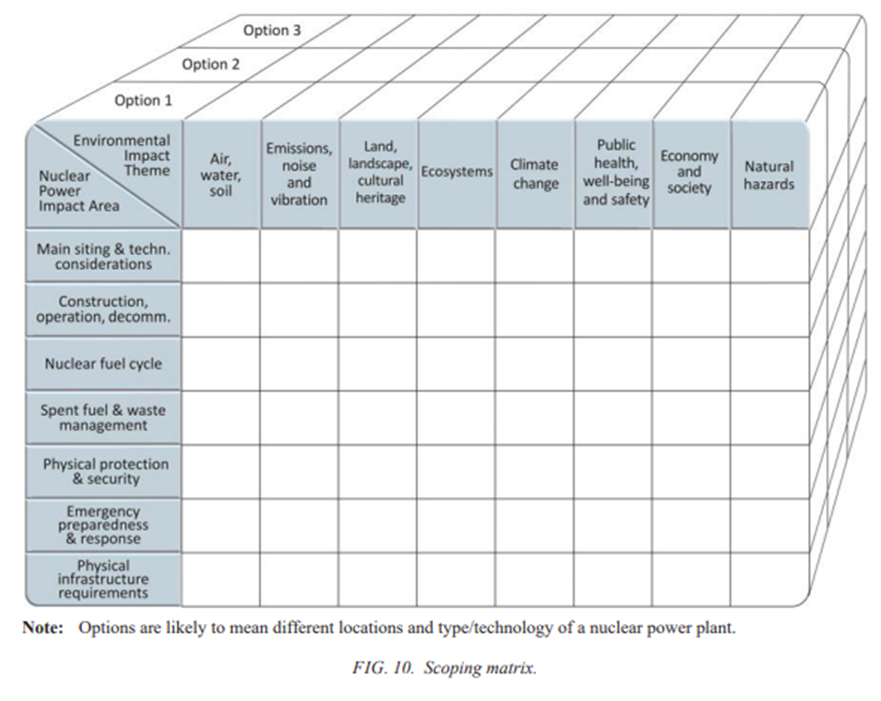 Option 3
Option 2
Option 1
Environmental
Impact
Theme
Nuclear
Power
Impact Area
Air,
water,
soil
Emissions,
noise
and
vibration
Land,
landscape,
cultural
heritage
Ecosystems
Climate
change
Public
health,
well-being
and safety
Economy
and
society
Natural
hazards
Main siting & techn.
considerations
Construction,
operation, decomm.
Nuclear fuel cycle
Spent fuel & waste
management
Physical protection
& security
Emergency
preparedness
& response
Physical
infrastructure
requirements
Note: Options are likely to mean different locations and type/technology of a nuclear power plant.
FIG. 10. Scoping matrix.